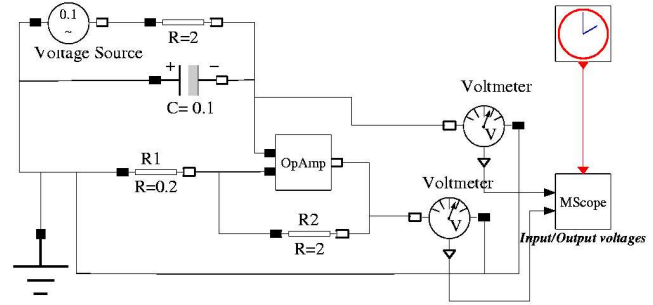 0.1
~
Voltage Source
R=2
+ −
C= 0.1
Voltmeter
V
OpAmp
R1
R=0.2
Voltmeter
V
MScope
R2
R=2
Input/Output voltages